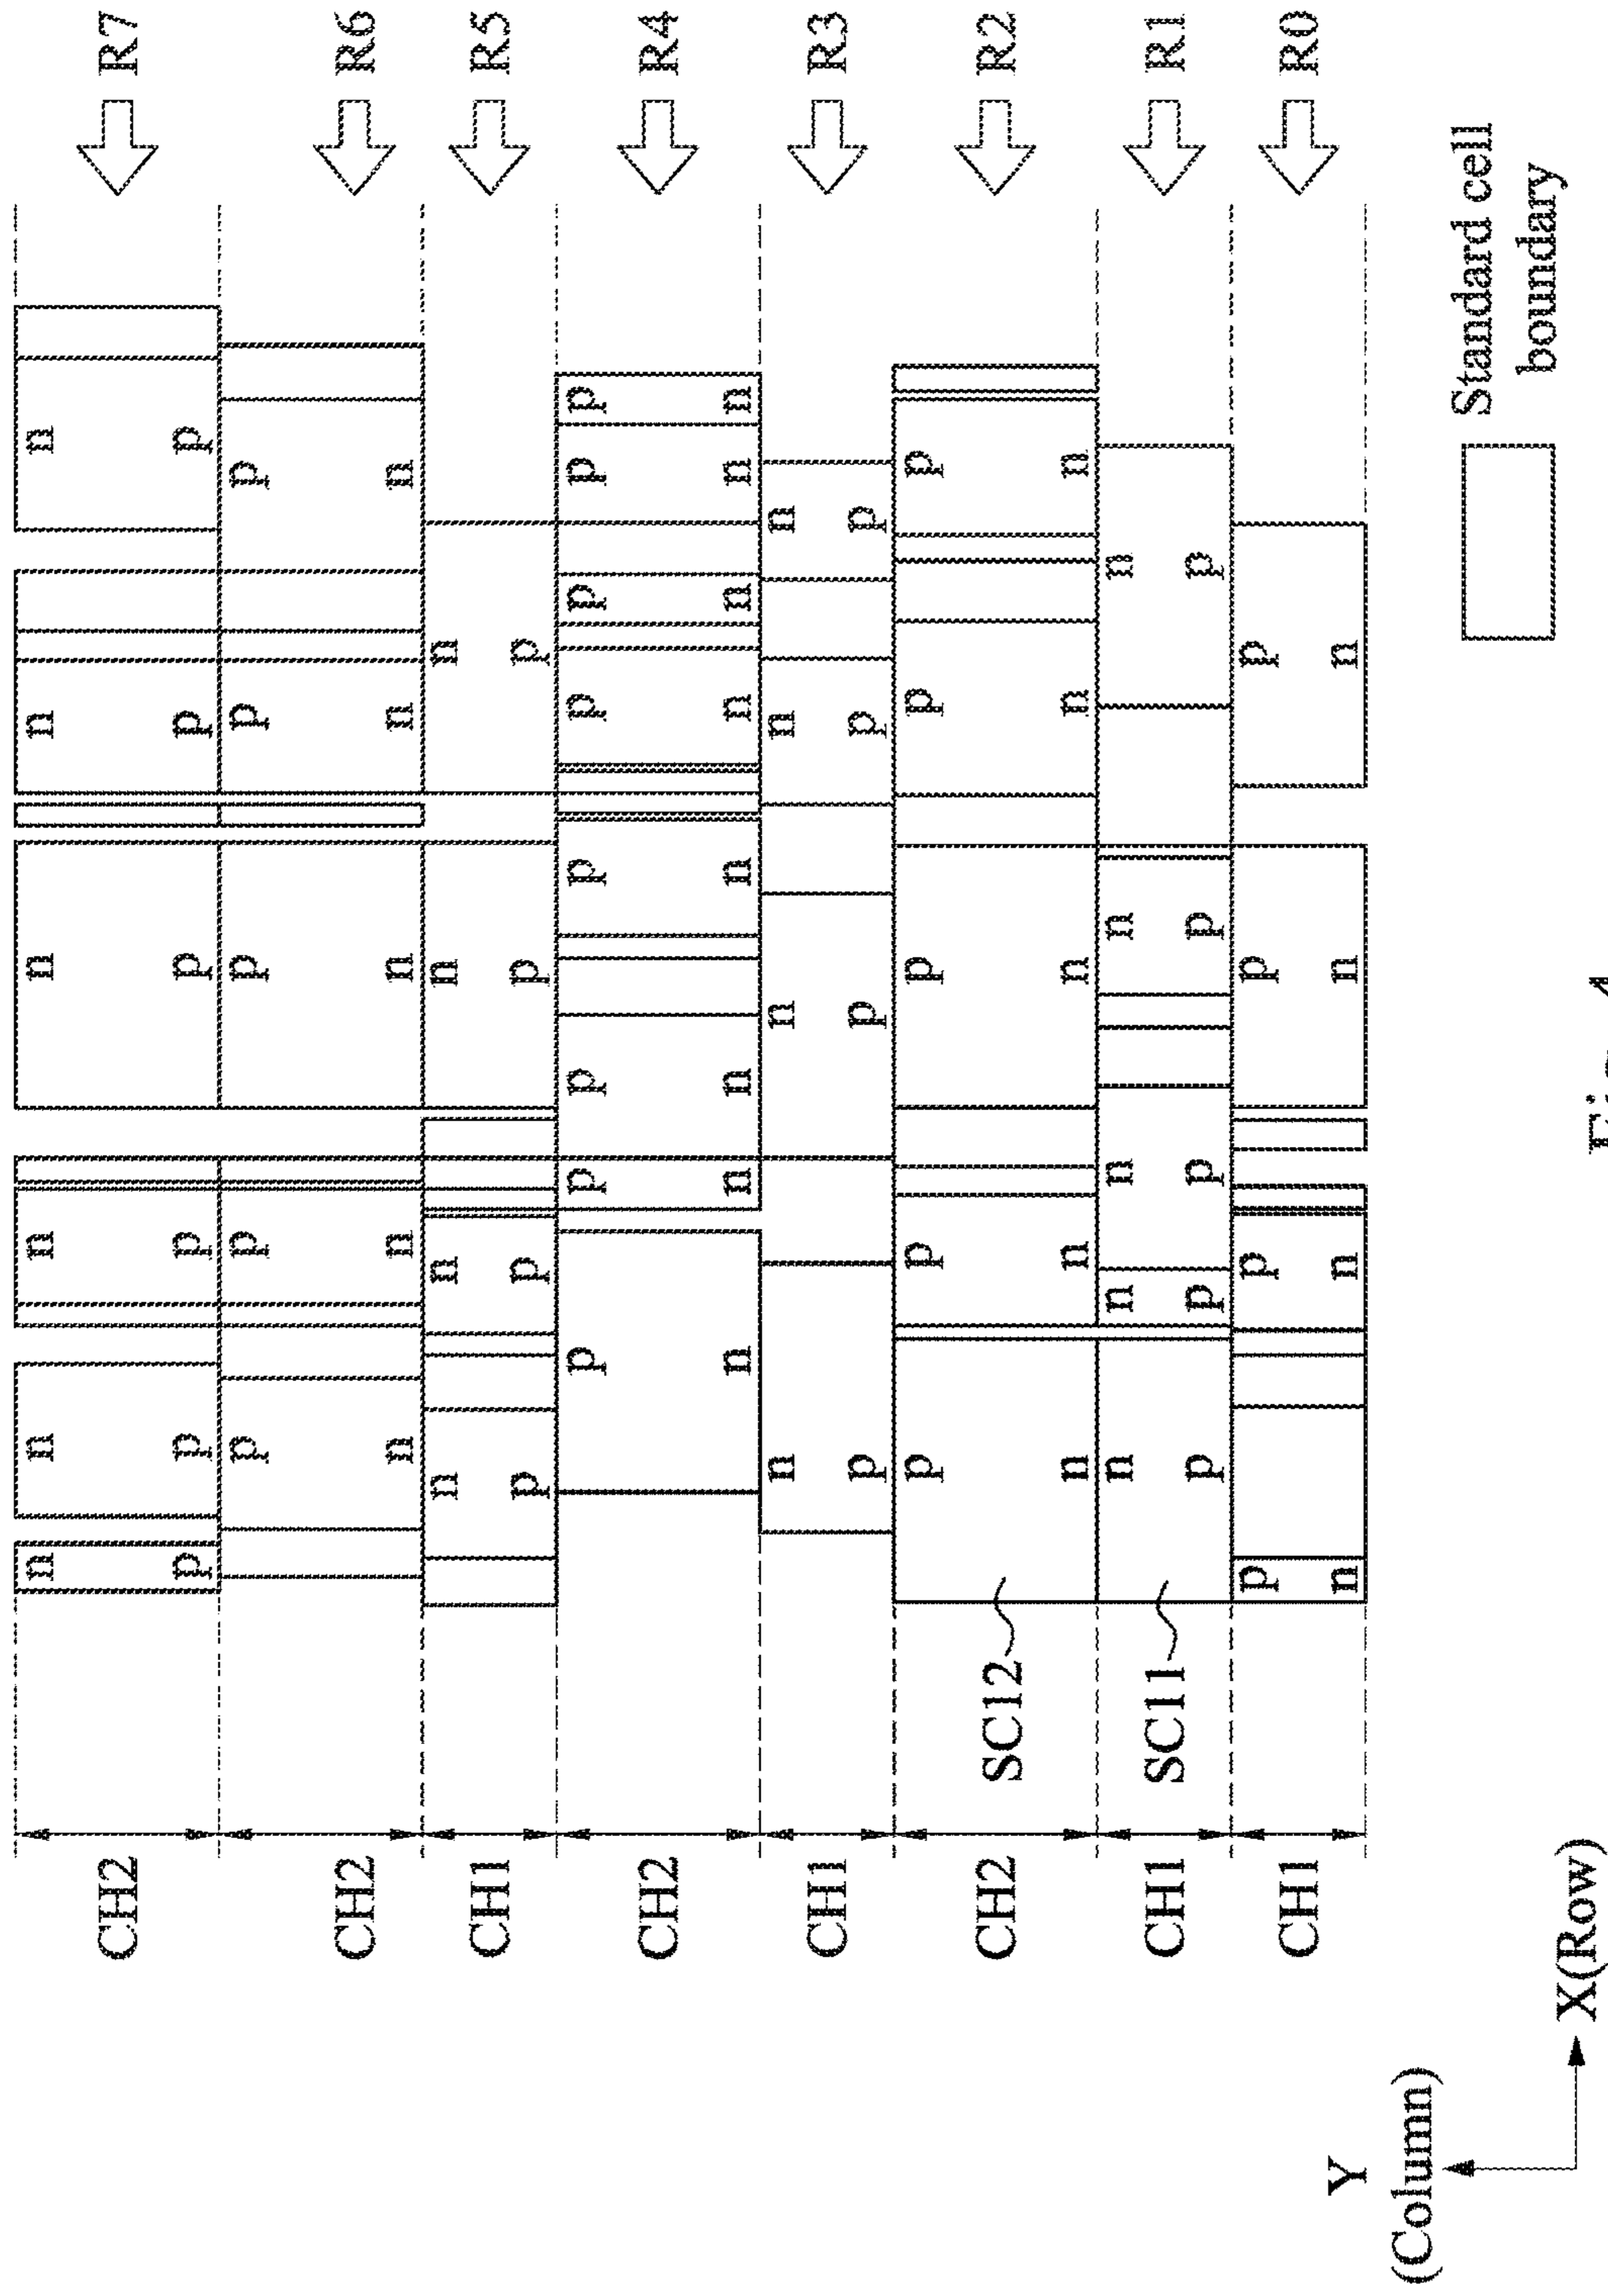 n n n n n n
CH2 R7
p p p p p p
p p p p p
CH2 R6
n n n n n
n n n n
CH1 R5
p p p p
p p p p p p p p
CH2 R4
n n n n n n n n
n n n n
CH1 R3
p p p p
p p p p p
CH2 SC12 R2
n n n n n
n n n n n
CH1 SC11 R1
p p p p p
p p p p
CH1 R0
n n n n
Y
(Column)
X(Row)
Standard cell
boundary